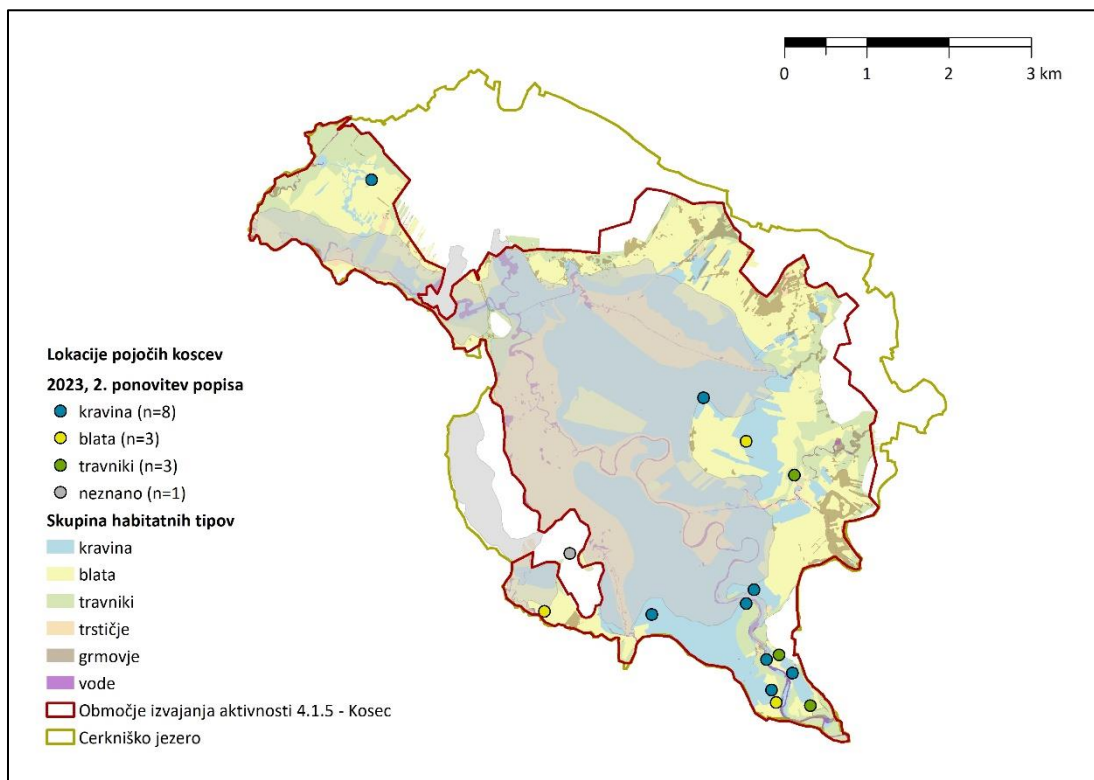 0 1 2 3 km
Lokacije pojočih koscev
2023, 2. ponovitev popisa
kravina (n=8)
blata (n=3)
travniki (n=3)
neznano (n=1)
Skupina habitatnih tipov
kravina
blata
travniki
trstičje
grmovje
vode
Območje izvajanja aktivnosti 4.1.5 - Kosec
Cerkniško jezero